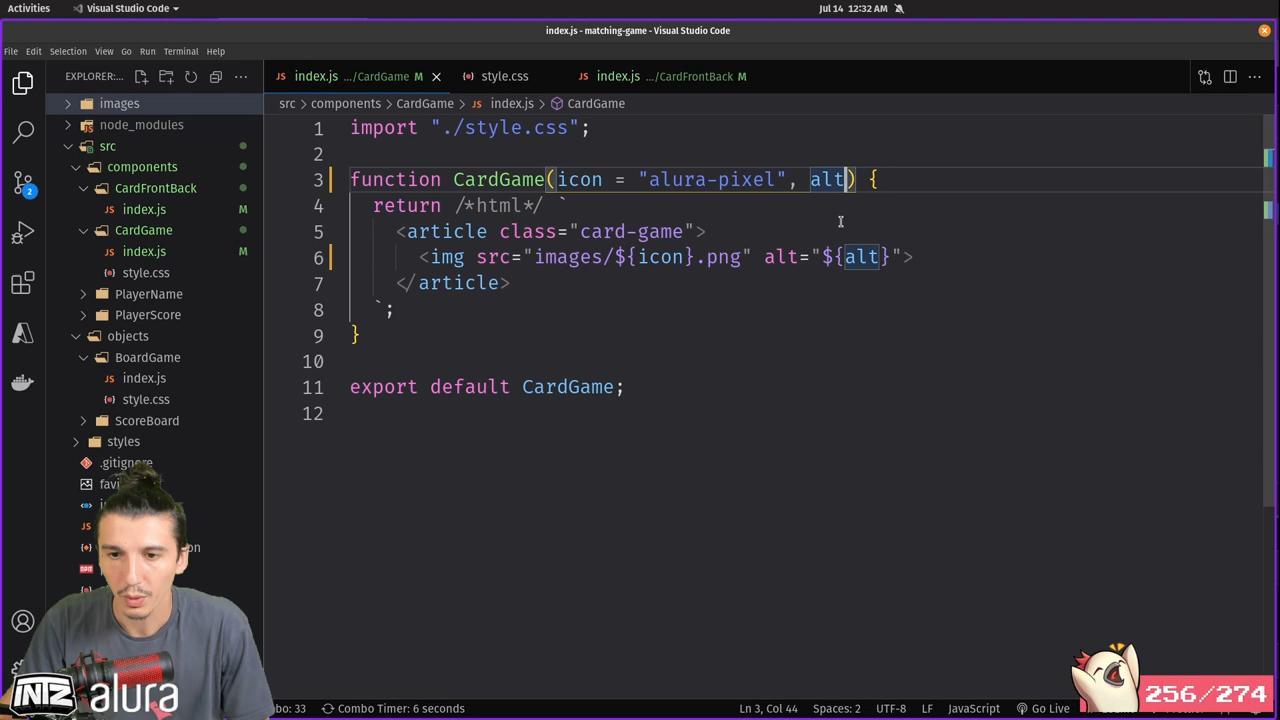 Activities
Visual Studio Code
Jul 14 12:32 AM
index.js - matching-game - Visual Studio Code
File Edit Selection View Go Run Terminal Help
EXPLORER:...
index.js .../CardGame M
style.css
index.js .../CardFrontBack M
src > components > CardGame > JS index.js > CardGame
images
node_modules
src
components
CardFrontBack
JS index.js M
CardGame
JS index.js M
style.css
PlayerName
PlayerScore
objects
BoardGame
JS index.js
style.css
ScoreBoard
styles
.gitignore
2
1 import "./style.css";
2
3 function CardGame(icon = "alura-pixel", alt) {
4 return /*html*/ `
5 <article class="card-game">
6 <img src="images/${icon}.png" alt="${alt}">
7 </article>
8 `;
9 }
10
11 export default CardGame;
12
INTZ alura
256/274
Combo Timer: 6 seconds
Ln 3, Col 44 Spaces: 2 UTF-8 LF JavaScript Go Live